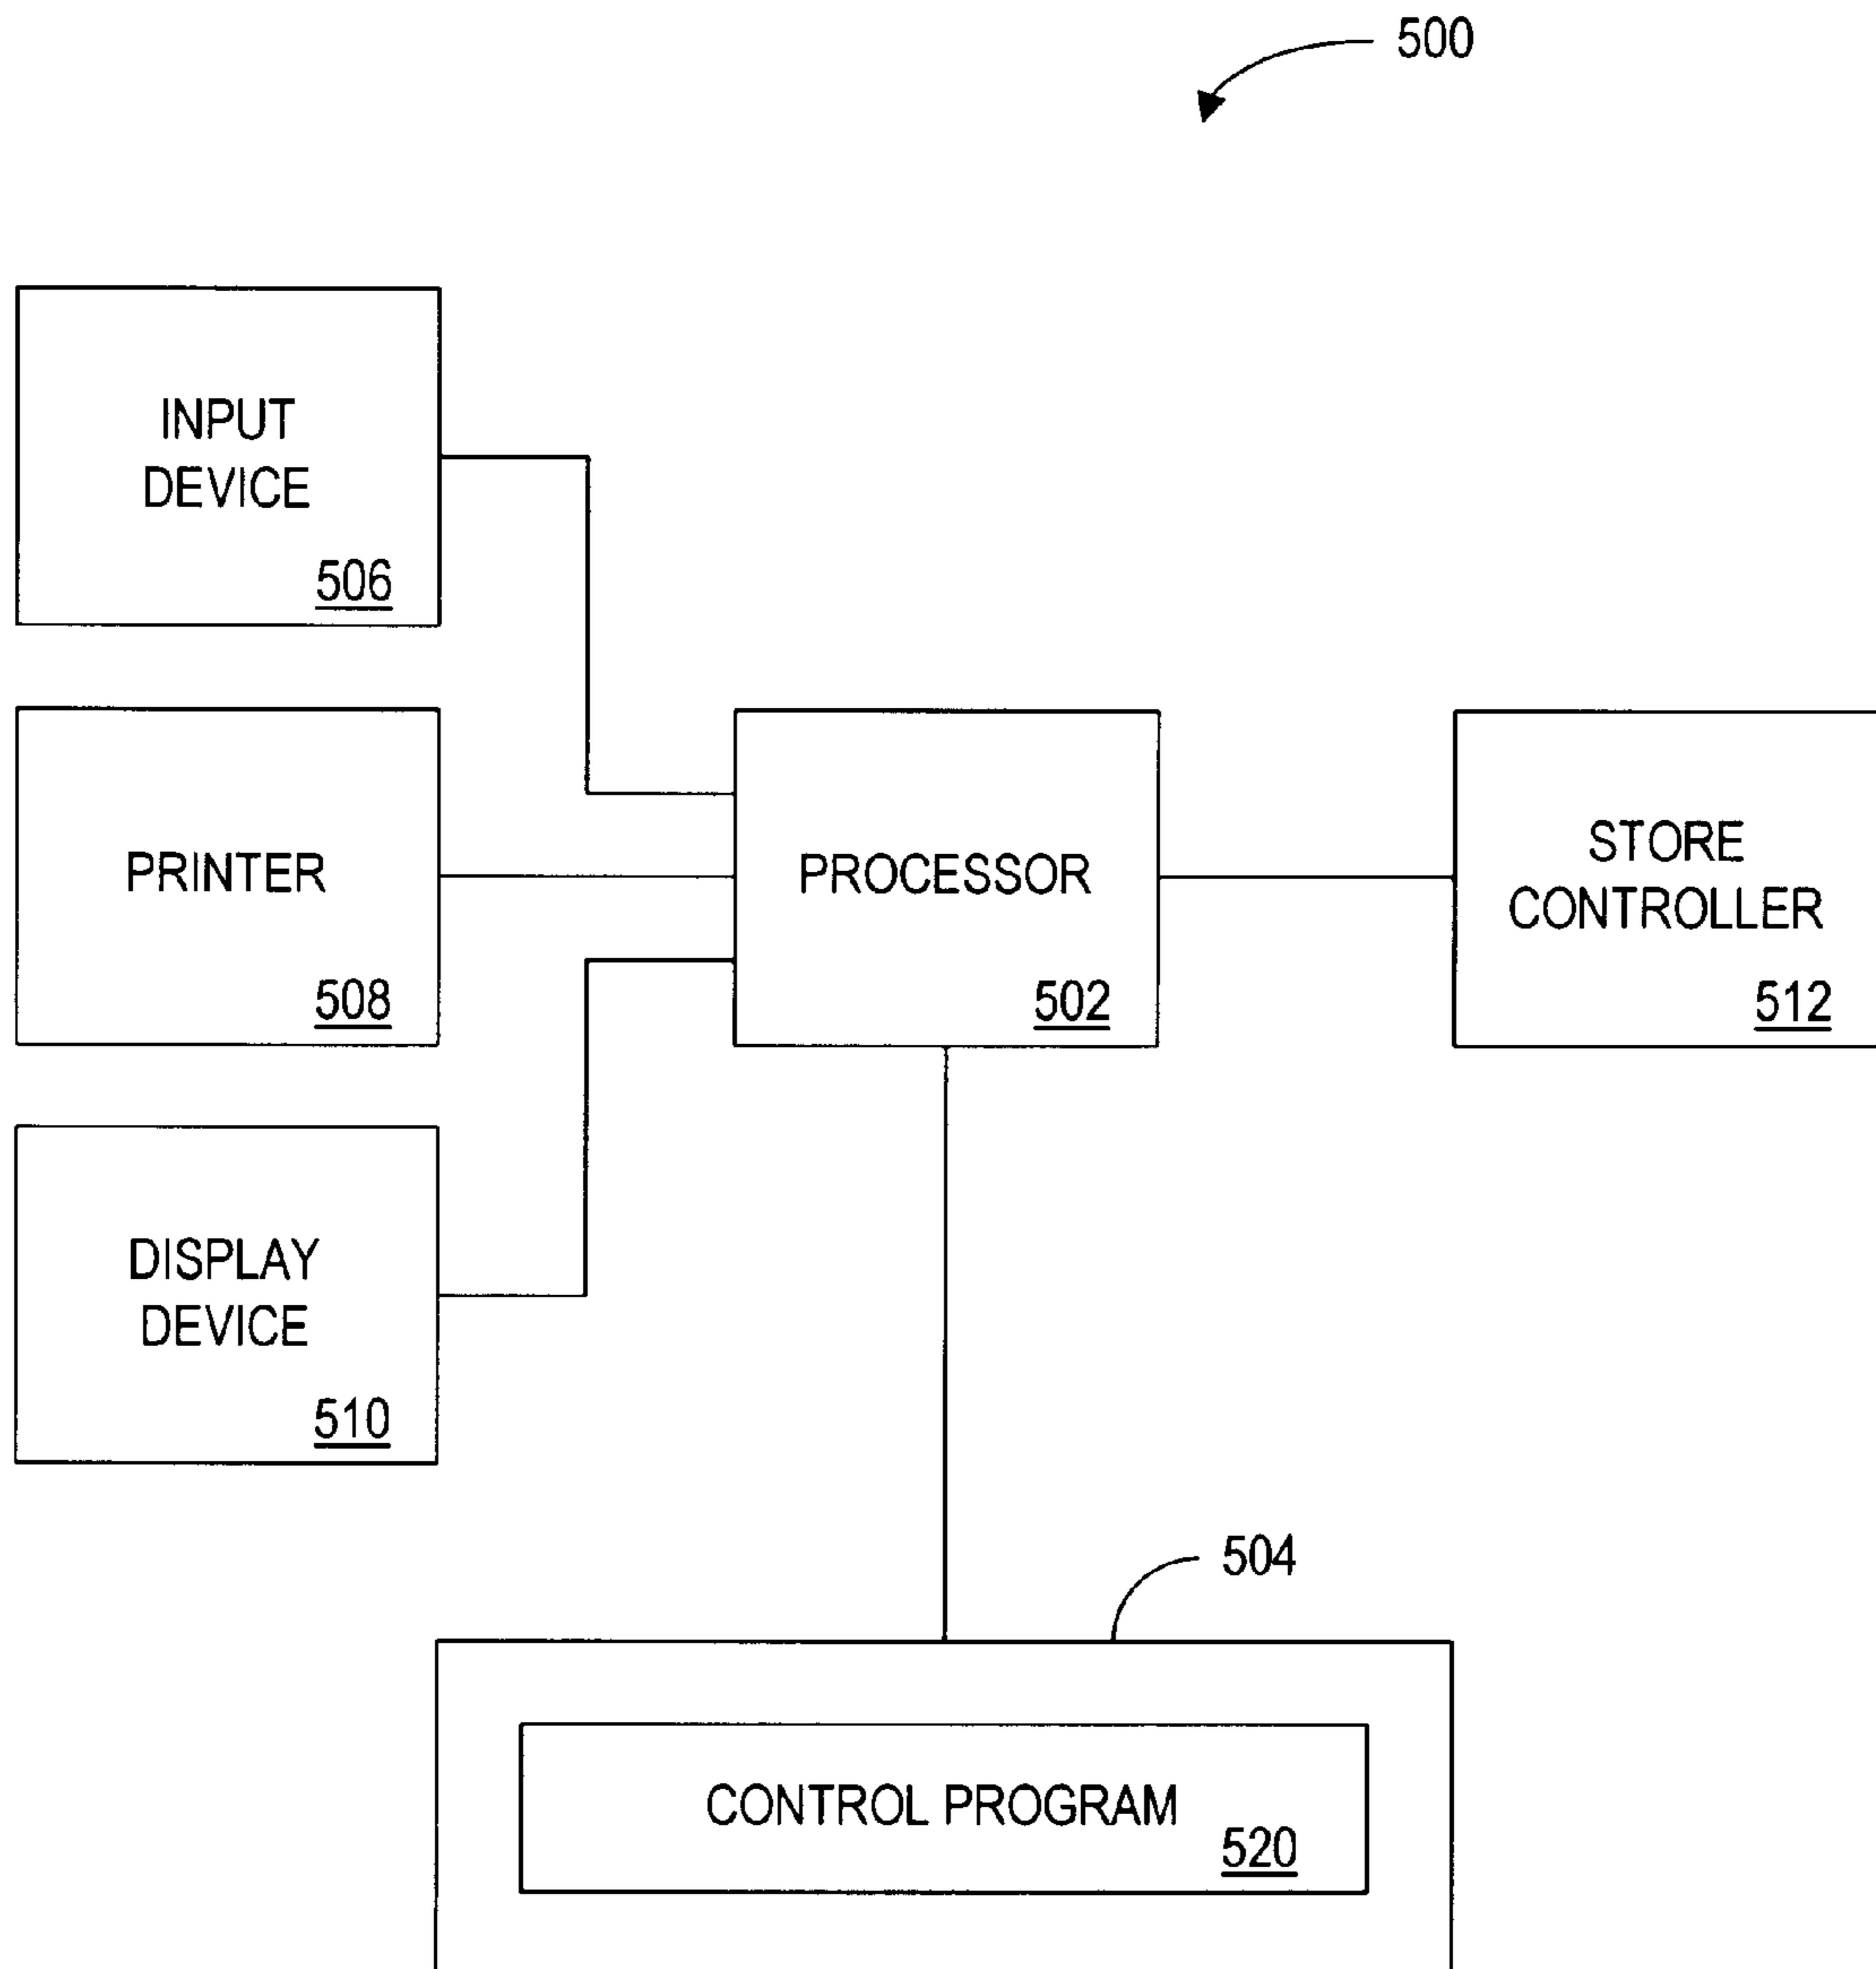 500
INPUT
DEVICE
506
PRINTER
508
PROCESSOR
502
STORE
CONTROLLER
512
DISPLAY
DEVICE
510
504
CONTROL PROGRAM
520